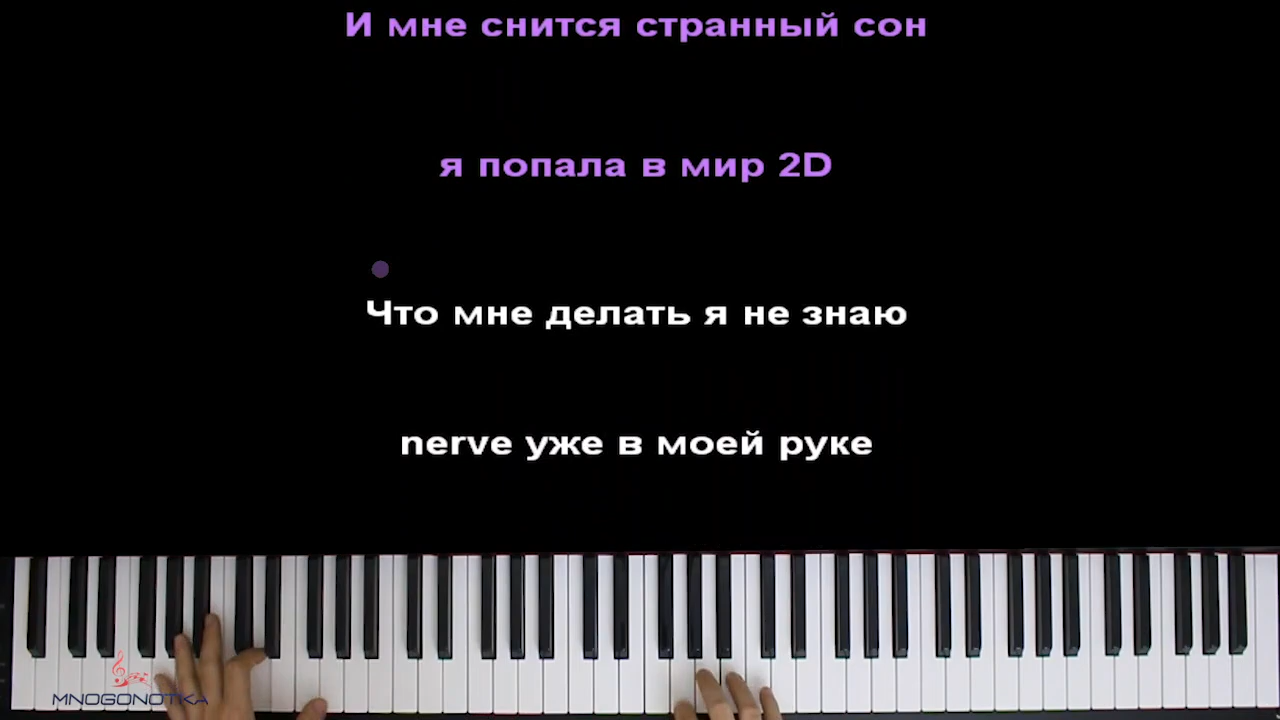 И мне снится странный сон
я попала в мир 2D
Что мне делать я не знаю
nerve уже в моей руке
MNOGONOTKA